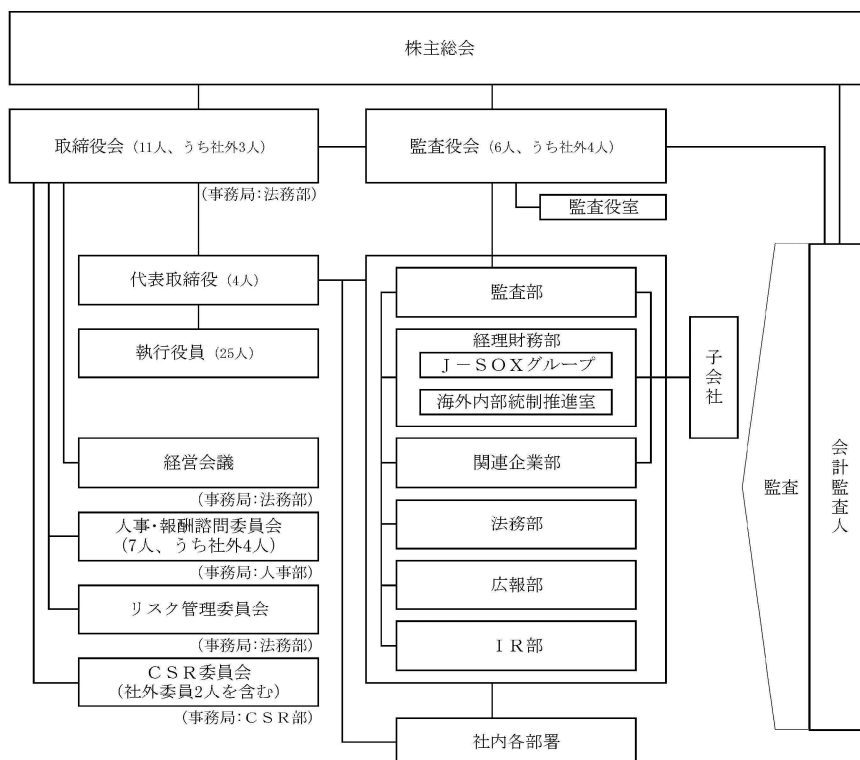 株主総会
取締役会（11人、うち社外3人）
監査役会（6人、うち社外4人）
（事務局：法務部）
監査役室
代表取締役（4人）
執行役員（25人）
経営会議
（事務局：法務部）
人事・報酬諮問委員会
（7人、うち社外4人）
（事務局：人事部）
リスク管理委員会
（事務局：法務部）
ＣＳＲ委員会
（社外委員2人を含む）
（事務局：ＣＳＲ部）
監査部
経理財務部
Ｊ－ＳＯＸグループ
海外内部統制推進室
関連企業部
法務部
広報部
ＩＲ部
社内各部署
子会社
監査
会計監査人